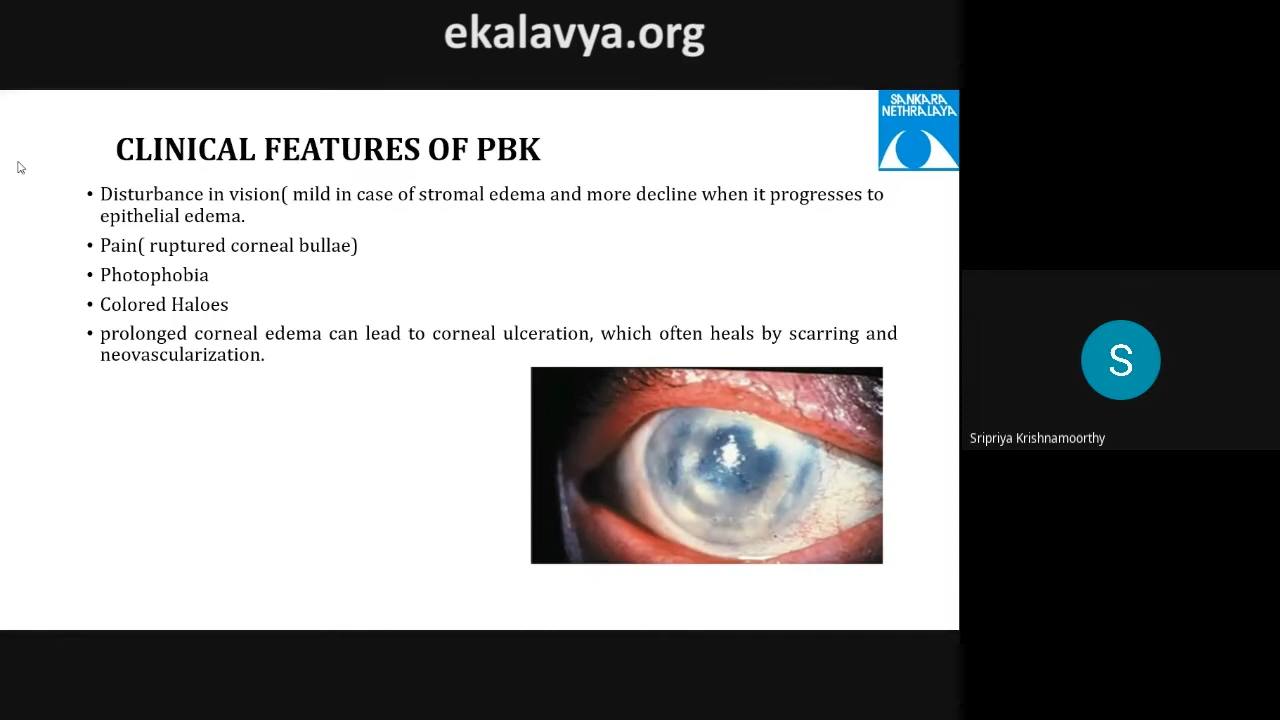 ekalavya.org
SANKARA
NETHRALAYA
CLINICAL FEATURES OF PBK
• Disturbance in vision( mild in case of stromal edema and more decline when it progresses to
epithelial edema.
• Pain( ruptured corneal bullae)
• Photophobia
• Colored Haloes
• prolonged corneal edema can lead to corneal ulceration, which often heals by scarring and
neovascularization.
S
Sripriya Krishnamoorthy